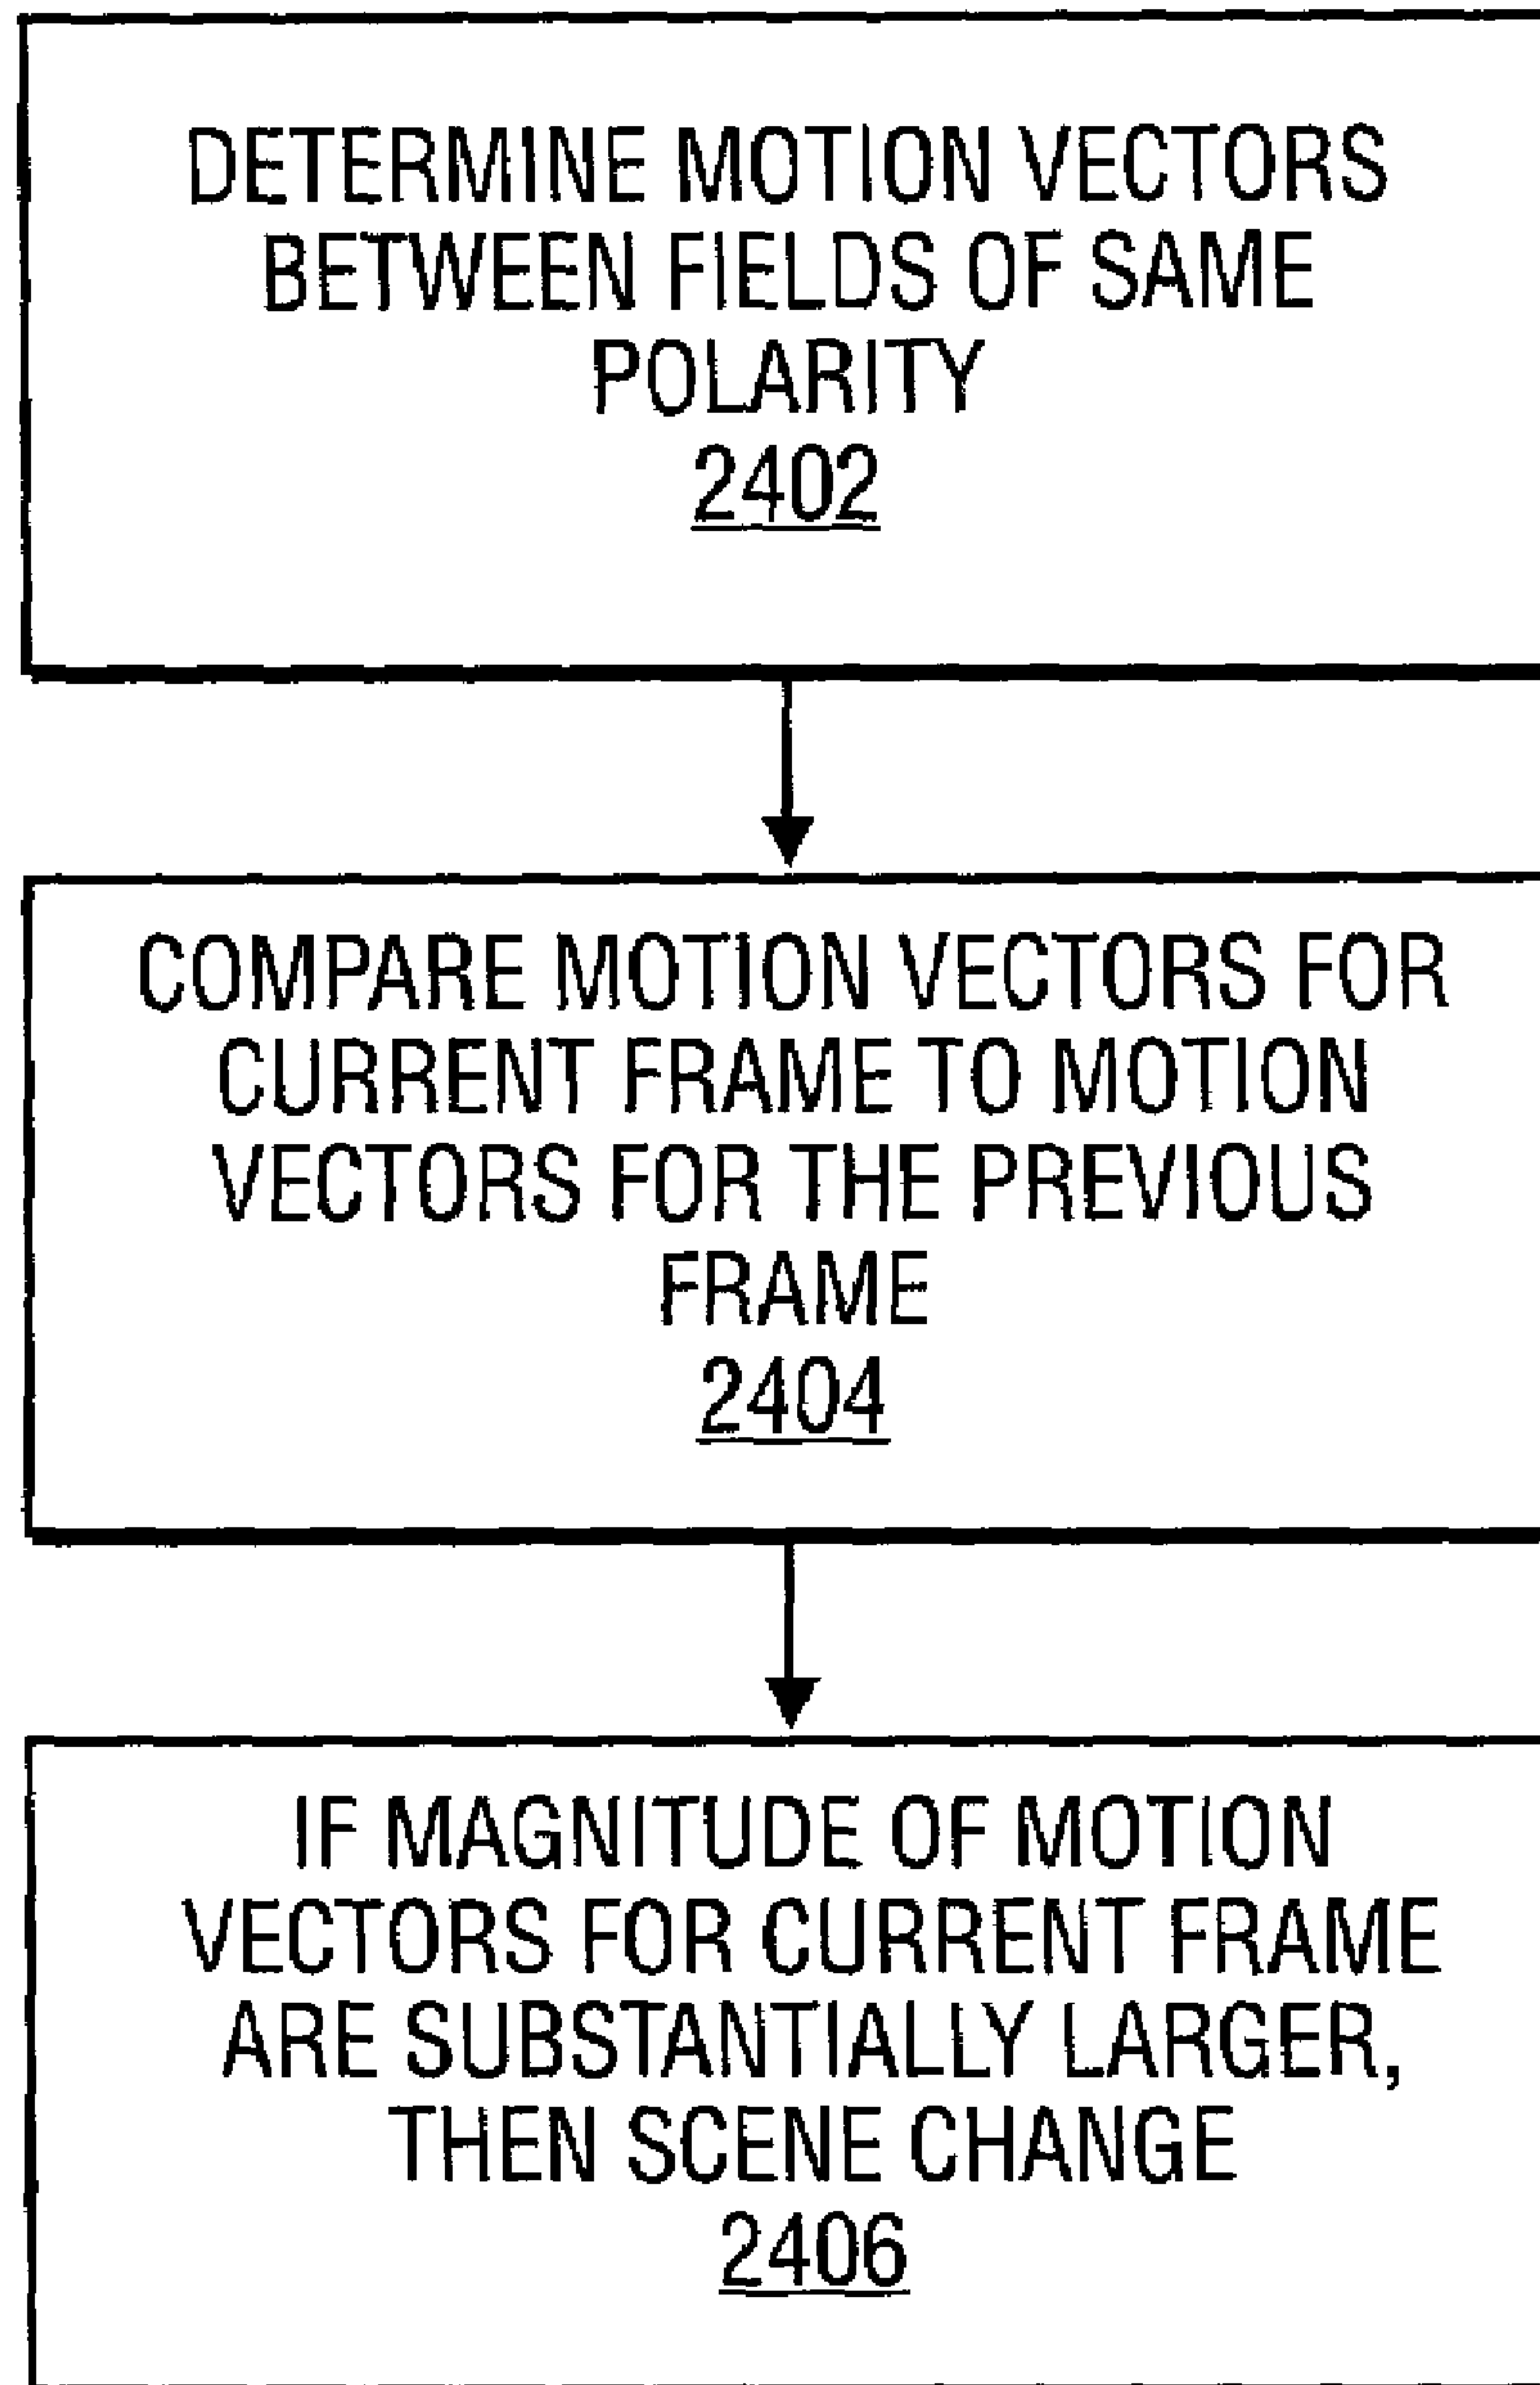 DETERMINE MOTION VECTORS
BETWEEN FIELDS OF SAME
POLARITY
2402
COMPARE MOTION VECTORS FOR
CURRENT FRAME TO MOTION
VECTORS FOR THE PREVIOUS
FRAME
2404
IF MAGNITUDE OF MOTION
VECTORS FOR CURRENT FRAME
ARE SUBSTANTIALLY LARGER,
THEN SCENE CHANGE
2406